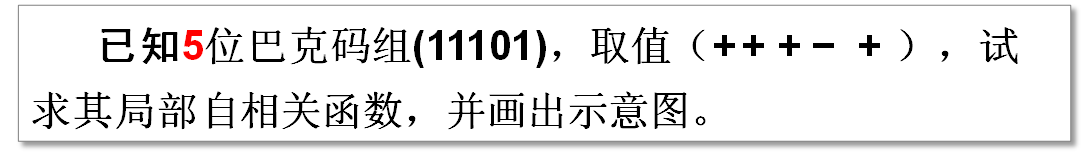 已知5位巴克码组(11101)，取值（+ + + − +），试
求其局部自相关函数，并画出示意图。